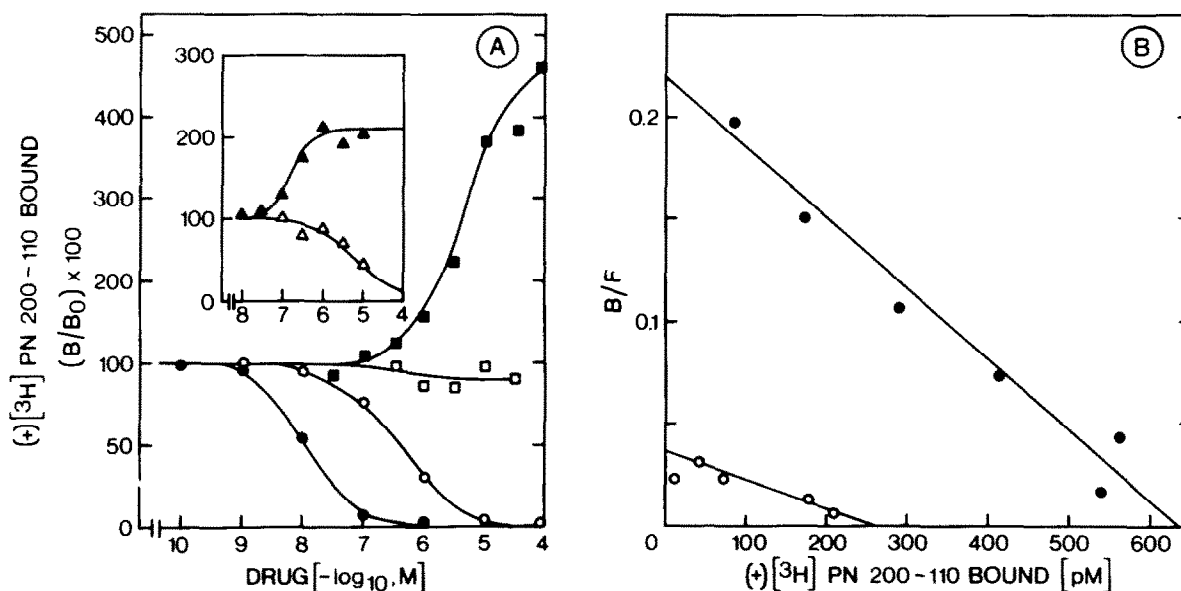 A
(+)[³H] PN 200-110 BOUND
(B/B₀) × 100
500
400
300
200
100
50
0
300
200
100
0
8 7 6 5 4
10 9 8 7 6 5 4
DRUG [-log₁₀, M]
B
B/F
0.2
0.1
0
0 100 200 300 400 500 600
(+)[³H] PN 200-110 BOUND [pM]